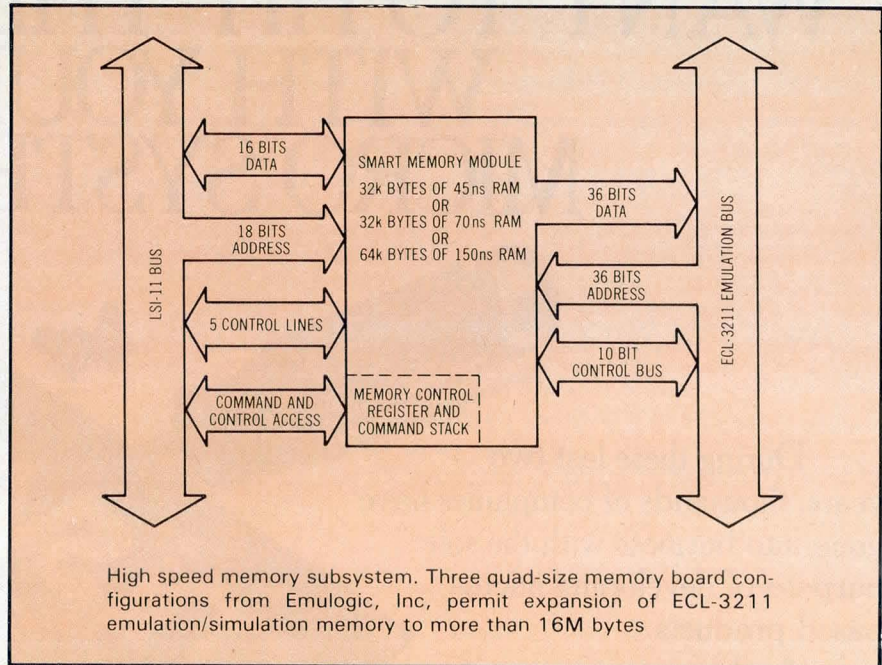 16 BITS
DATA
18 BITS
ADDRESS
5 CONTROL LINES
COMMAND AND
CONTROL ACCESS
LSI-11 BUS
SMART MEMORY MODULE
32k BYTES OF 45ns RAM
OR
32k BYTES OF 70ns RAM
OR
64k BYTES OF 150ns RAM
MEMORY CONTROL
REGISTER AND
COMMAND STACK
36 BITS
DATA
36 BITS
ADDRESS
10 BIT
CONTROL BUS
ECL-3211 EMULATION BUS
High speed memory subsystem. Three quad-size memory board con-
figurations from Emulogic, Inc, permit expansion of ECL-3211
emulation/simulation memory to more than 16M bytes